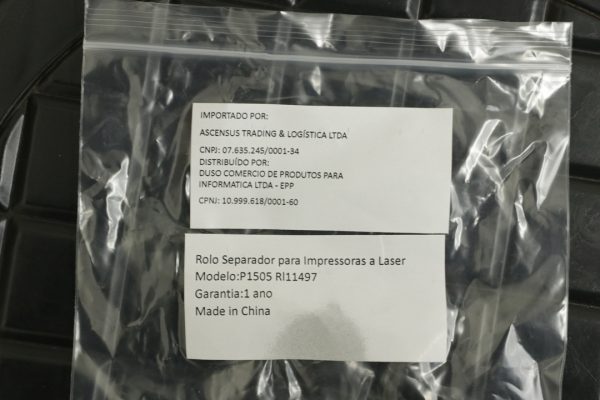 IMPORTADO POR:
ASCENSUS TRADING & LOGÍSTICA LTDA
CNPJ: 07.635.245/0001-34
DISTRIBUÍDO POR:
DUSO COMERCIO DE PRODUTOS PARA
INFORMATICA LTDA - EPP
CPNJ: 10.999.618/0001-60
Rolo Separador para Impressoras a Laser
Modelo:P1505 Rl11497
Garantia:1 ano
Made in China